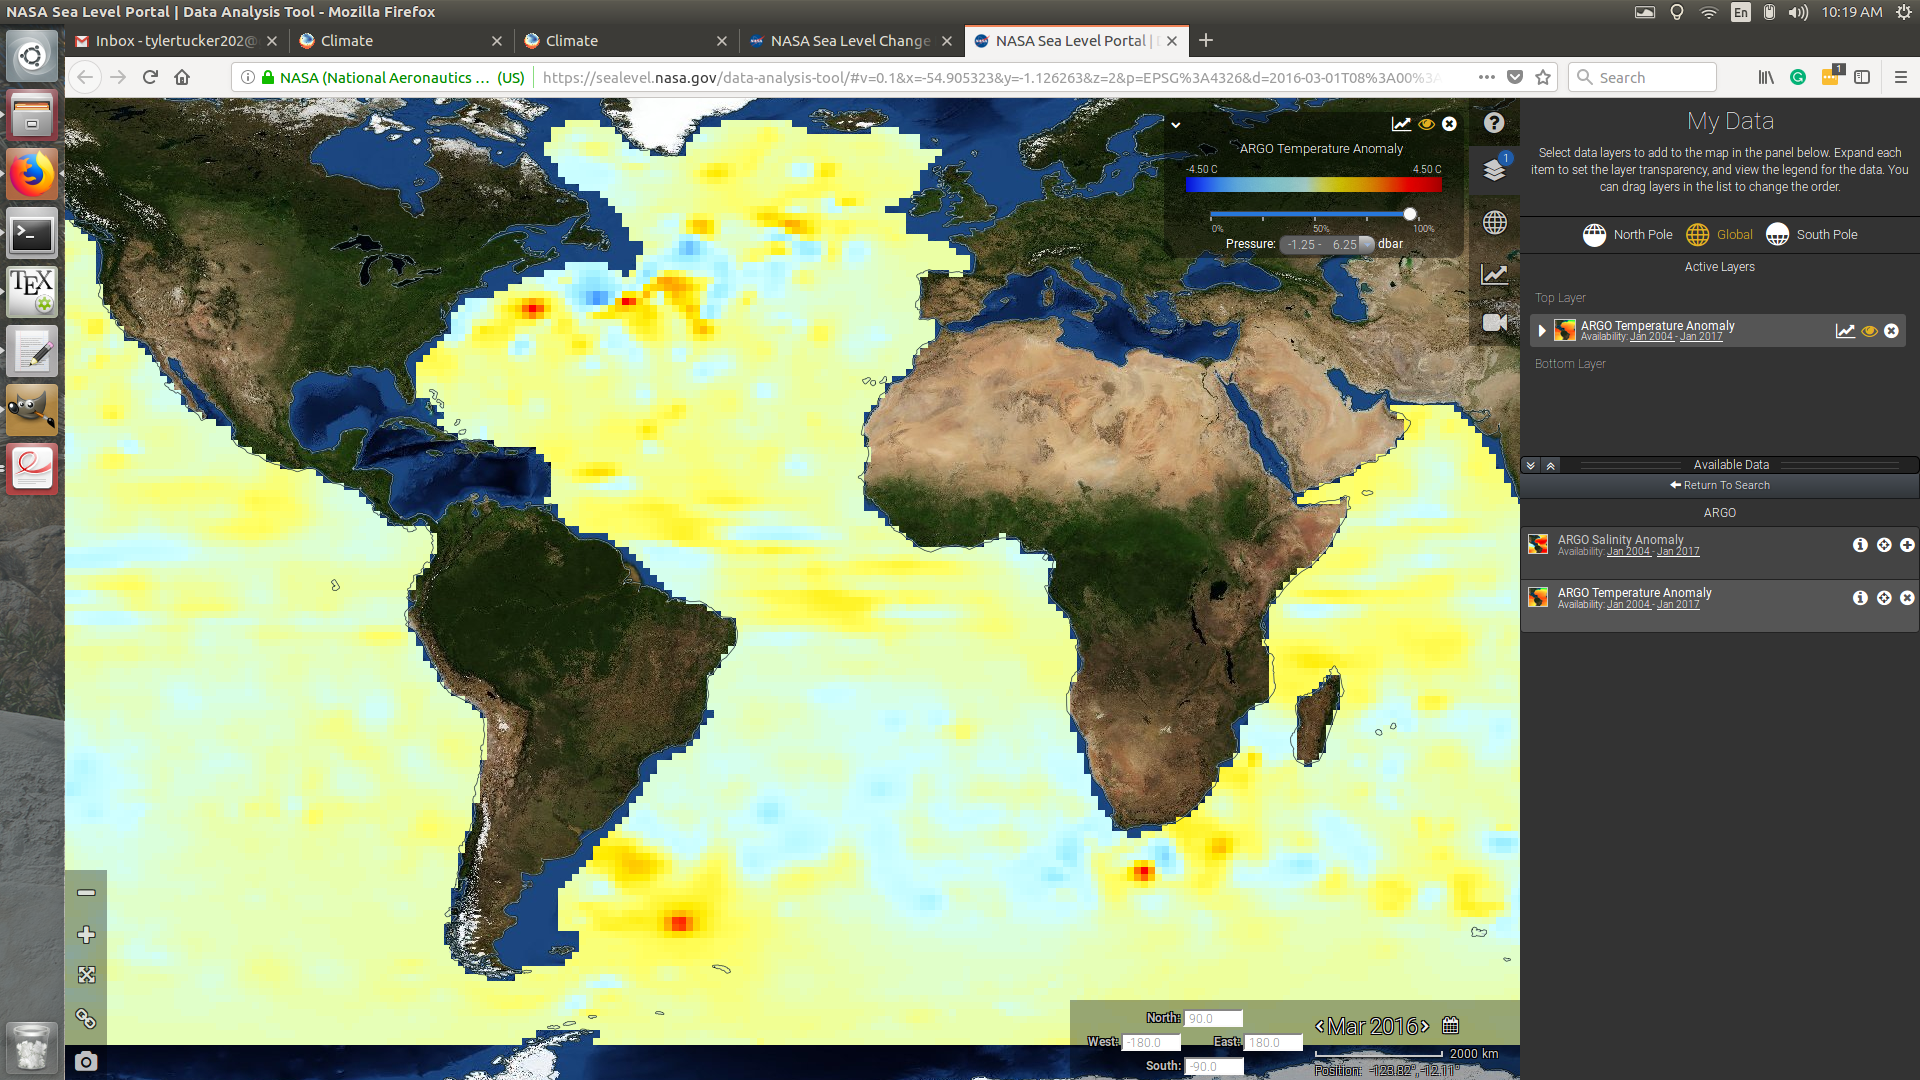 NASA Sea Level Portal | Data Analysis Tool - Mozilla Firefox
En
10:19 AM
Inbox - tylertucker202@
Climate
Climate
NASA Sea Level Change
NASA Sea Level Portal |
NASA (National Aeronautics ... (US)
https://sealevel.nasa.gov/data-analysis-tool/#v=0.1&x=-54.905323&y=-1.126263&z=2&p=EPSG%3A4326&d=2016-03-01T08%3A00%3A
Search
1
ARGO Temperature Anomaly
-4.50 C
4.50 C
0%
50%
100%
Pressure: -1.25 - 6.25 dbar
?
1
My Data
Select data layers to add to the map in the panel below. Expand each
item to set the layer transparency, and view the legend for the data. You
can drag layers in the list to change the order.
North Pole
Global
South Pole
Active Layers
Top Layer
ARGO Temperature Anomaly
Availability: Jan 2004 - Jan 2017
Bottom Layer
Available Data
Return To Search
ARGO
ARGO Salinity Anomaly
Availability: Jan 2004 - Jan 2017
ARGO Temperature Anomaly
Availability: Jan 2004 - Jan 2017
TEX
North: 90.0
West: -180.0
East: 180.0
South: -90.0
Mar 2016
2000 km
Position: -123.82°, -12.11°